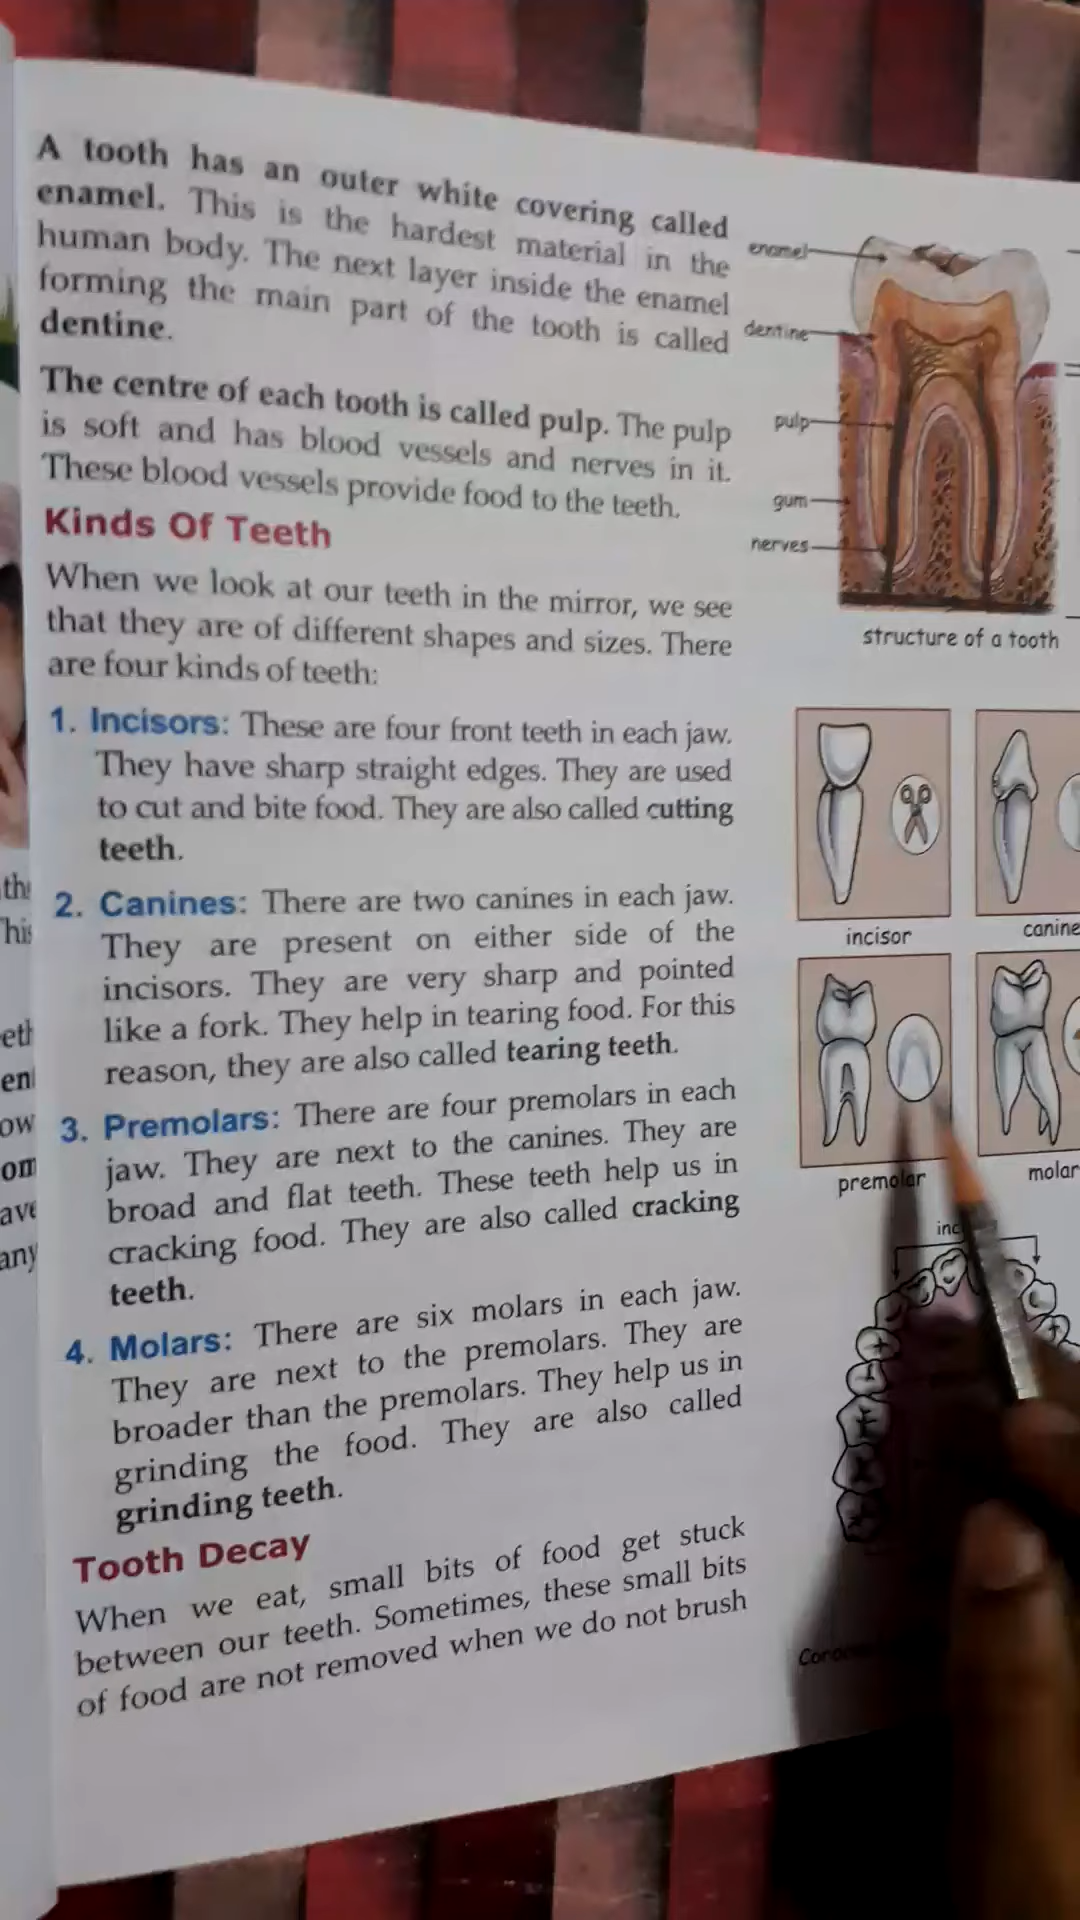 A tooth has an outer white covering called
enamel. This is the hardest material in the
human body. The next layer inside the enamel
forming the main part of the tooth is called
dentine.
The centre of each tooth is called pulp. The pulp
is soft and has blood vessels and nerves in it.
These blood vessels provide food to the teeth.
Kinds Of Teeth
When we look at our teeth in the mirror, we see
that they are of different shapes and sizes. There
are four kinds of teeth:
1. Incisors: These are four front teeth in each jaw.
They have sharp straight edges. They are used
to cut and bite food. They are also called cutting
teeth.
2. Canines: There are two canines in each jaw.
They are present on either side of the
incisors. They are very sharp and pointed
like a fork. They help in tearing food. For this
reason, they are also called tearing teeth.
3. Premolars: There are four premolars in each
jaw. They are next to the canines. They are
broad and flat teeth. These teeth help us in
cracking food. They are also called cracking
teeth.
4. Molars: There are six molars in each jaw.
They are next to the premolars. They are
broader than the premolars. They help us in
grinding the food. They are also called
grinding teeth.
Tooth Decay
When we eat, small bits of food get stuck
between our teeth. Sometimes, these small bits
of food are not removed when we do not brush
enamel
dentine
pulp
gum
nerves
structure of a tooth
incisor
canine
premolar
molar